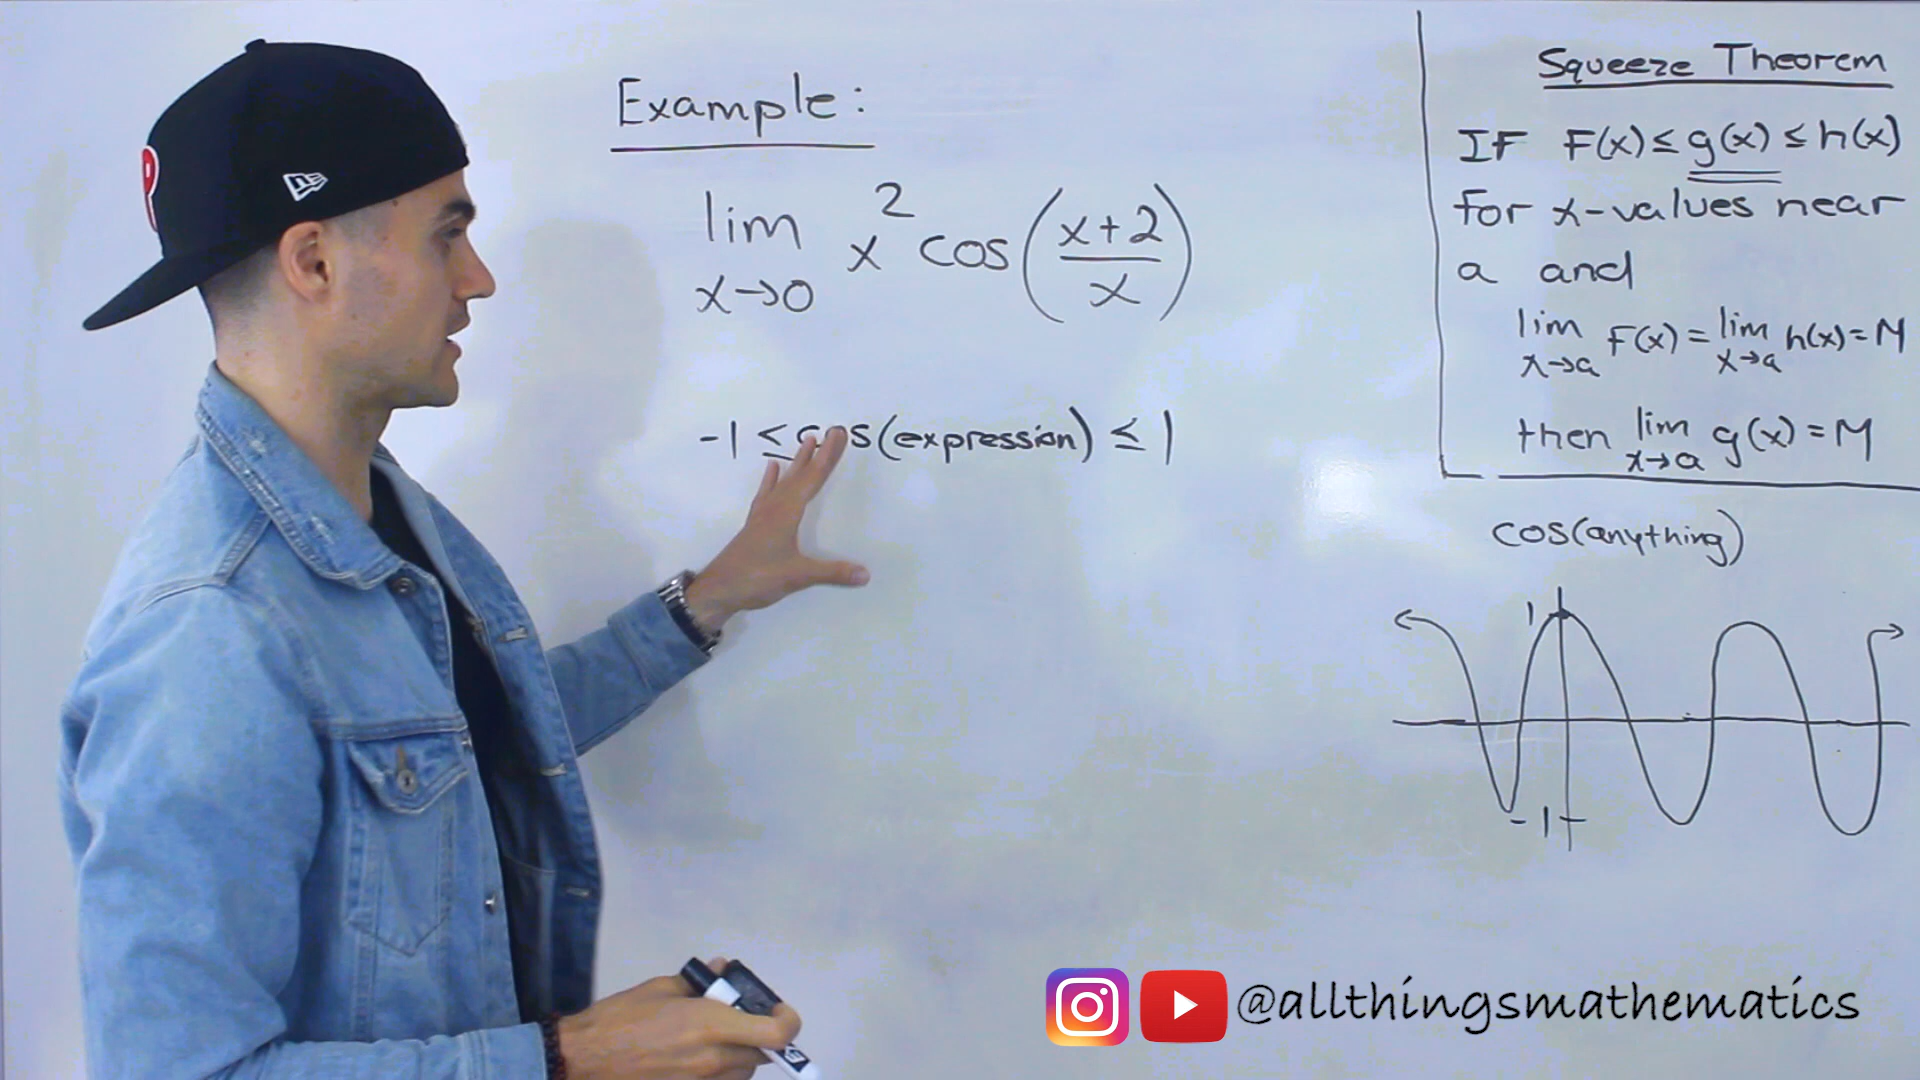 Example:
lim x→0 x² cos((x+2)/x)
-1 ≤ cos(expression) ≤ 1
Squeeze Theorem
IF F(x) ≤ g(x) ≤ h(x)
for x-values near
a and
lim x→a F(x) = lim x→a h(x) = M
then lim x→a g(x) = M
cos(anything)
1
-1
@allthingsmathematics